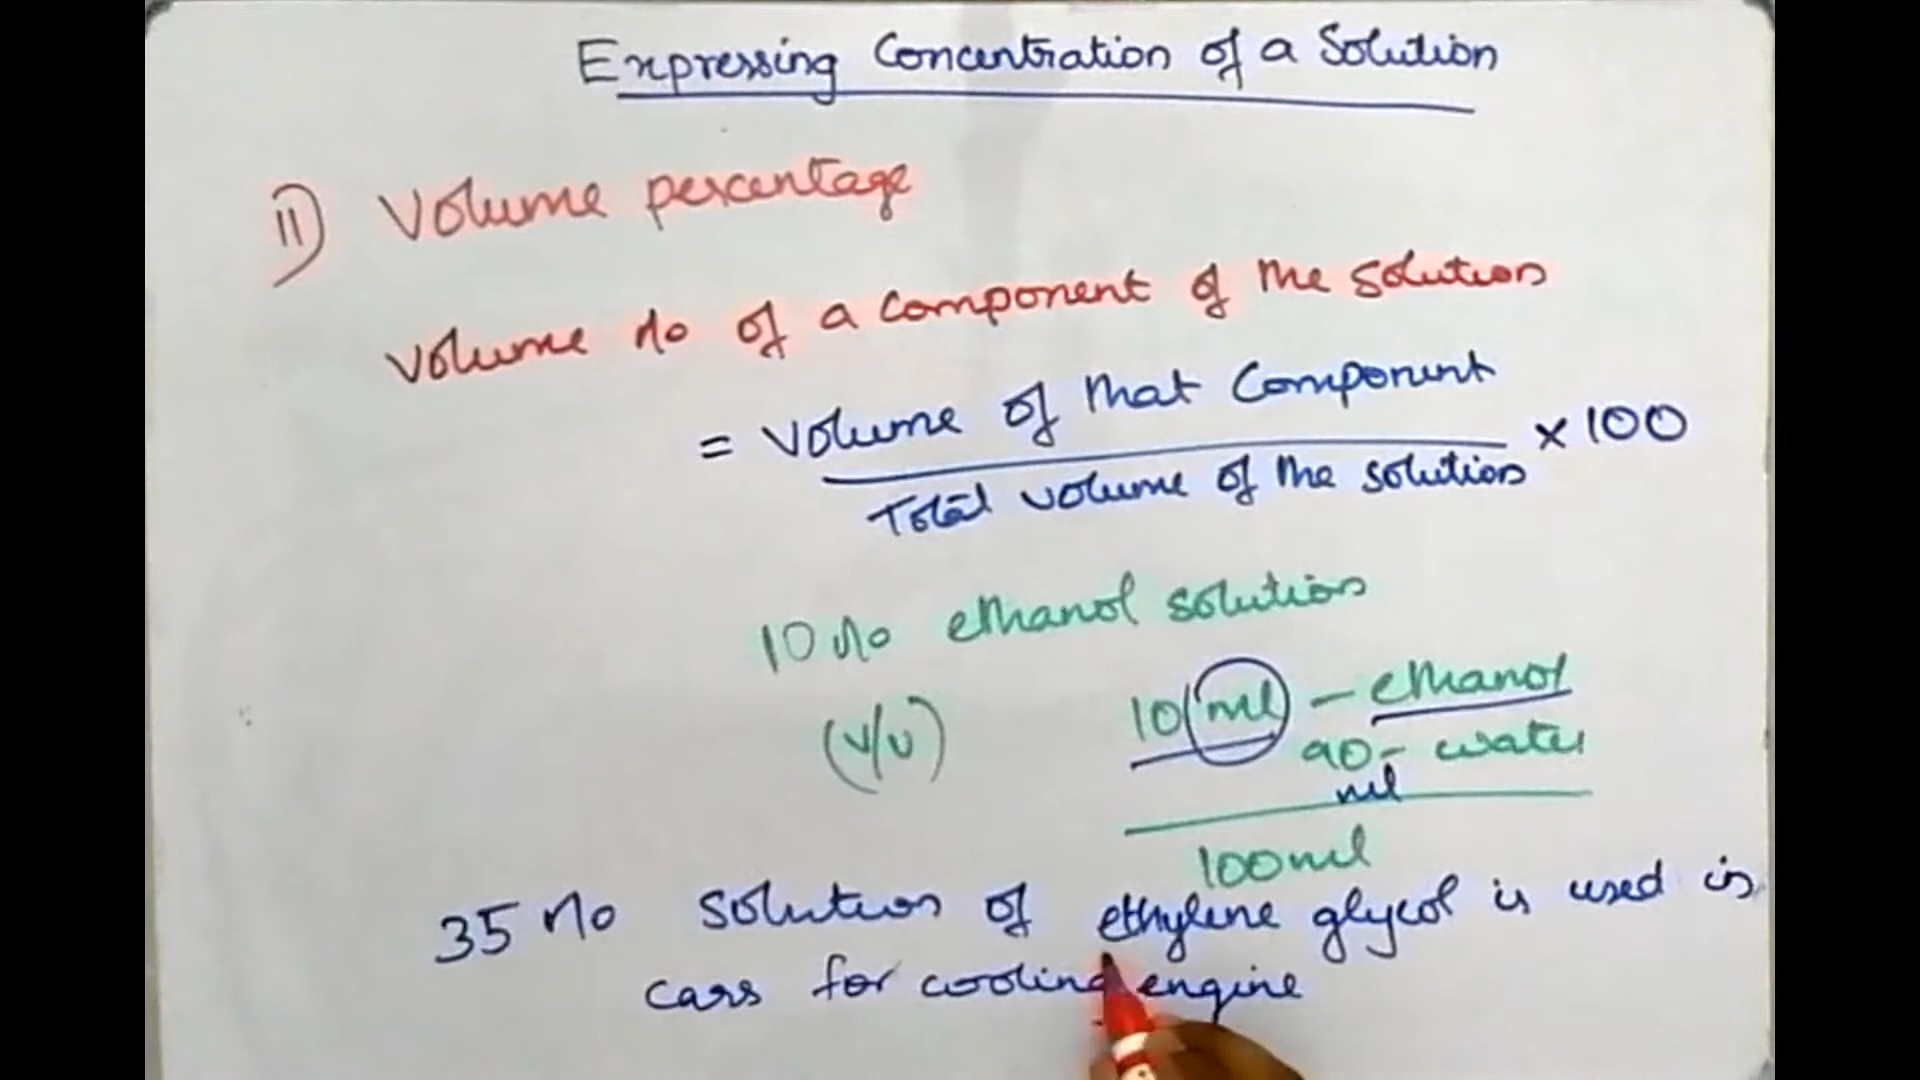 Expressing Concentration of a Solution
II) Volume percentage
Volume % of a component of the solution
= Volume of that Component
Total volume of the solution × 100
10 % ethanol solution
(v/v)
10 ml - ethanol
90 - water
ml
100 ml
35 % solution of ethylene glycol is used in
cars for cooling engine